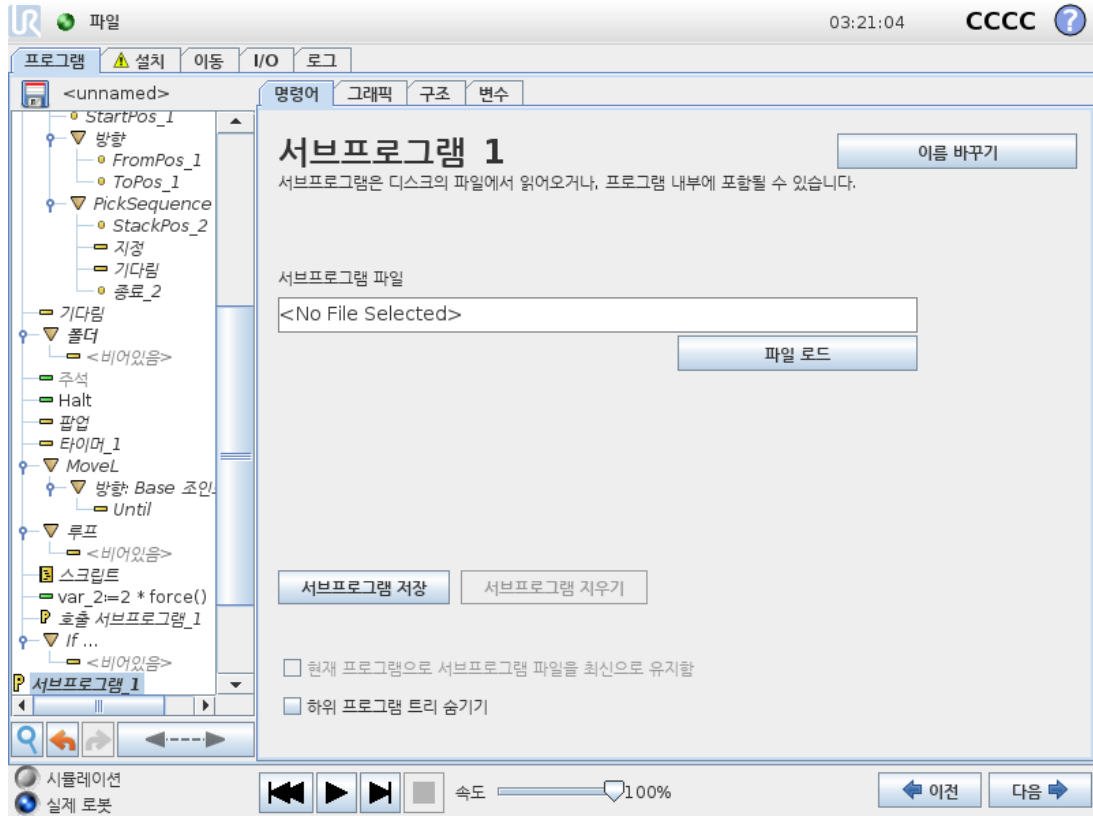 UR 파일 03:21:04 CCCC ?
프로그램 설치 이동 I/O 로그
<unnamed>
명령어 그래픽 구조 변수
StartPos_1
방향
FromPos_1
ToPos_1
PickSequence
StackPos_2
지정
기다림
종료_2
기다림
폴더
<비어있음>
주석
Halt
팝업
타이머_1
MoveL
방향: Base 조인
Until
루프
<비어있음>
스크립트
var_2:=2 * force()
호출 서브프로그램_1
If ...
<비어있음>
서브프로그램_1
서브프로그램 1
이름 바꾸기
서브프로그램은 디스크의 파일에서 읽어오거나, 프로그램 내부에 포함될 수 있습니다.
서브프로그램 파일
<No File Selected>
파일 로드
서브프로그램 저장 서브프로그램 지우기
현재 프로그램으로 서브프로그램 파일을 최신으로 유지함
하위 프로그램 트리 숨기기
시뮬레이션
실제 로봇
속도 100%
이전 다음